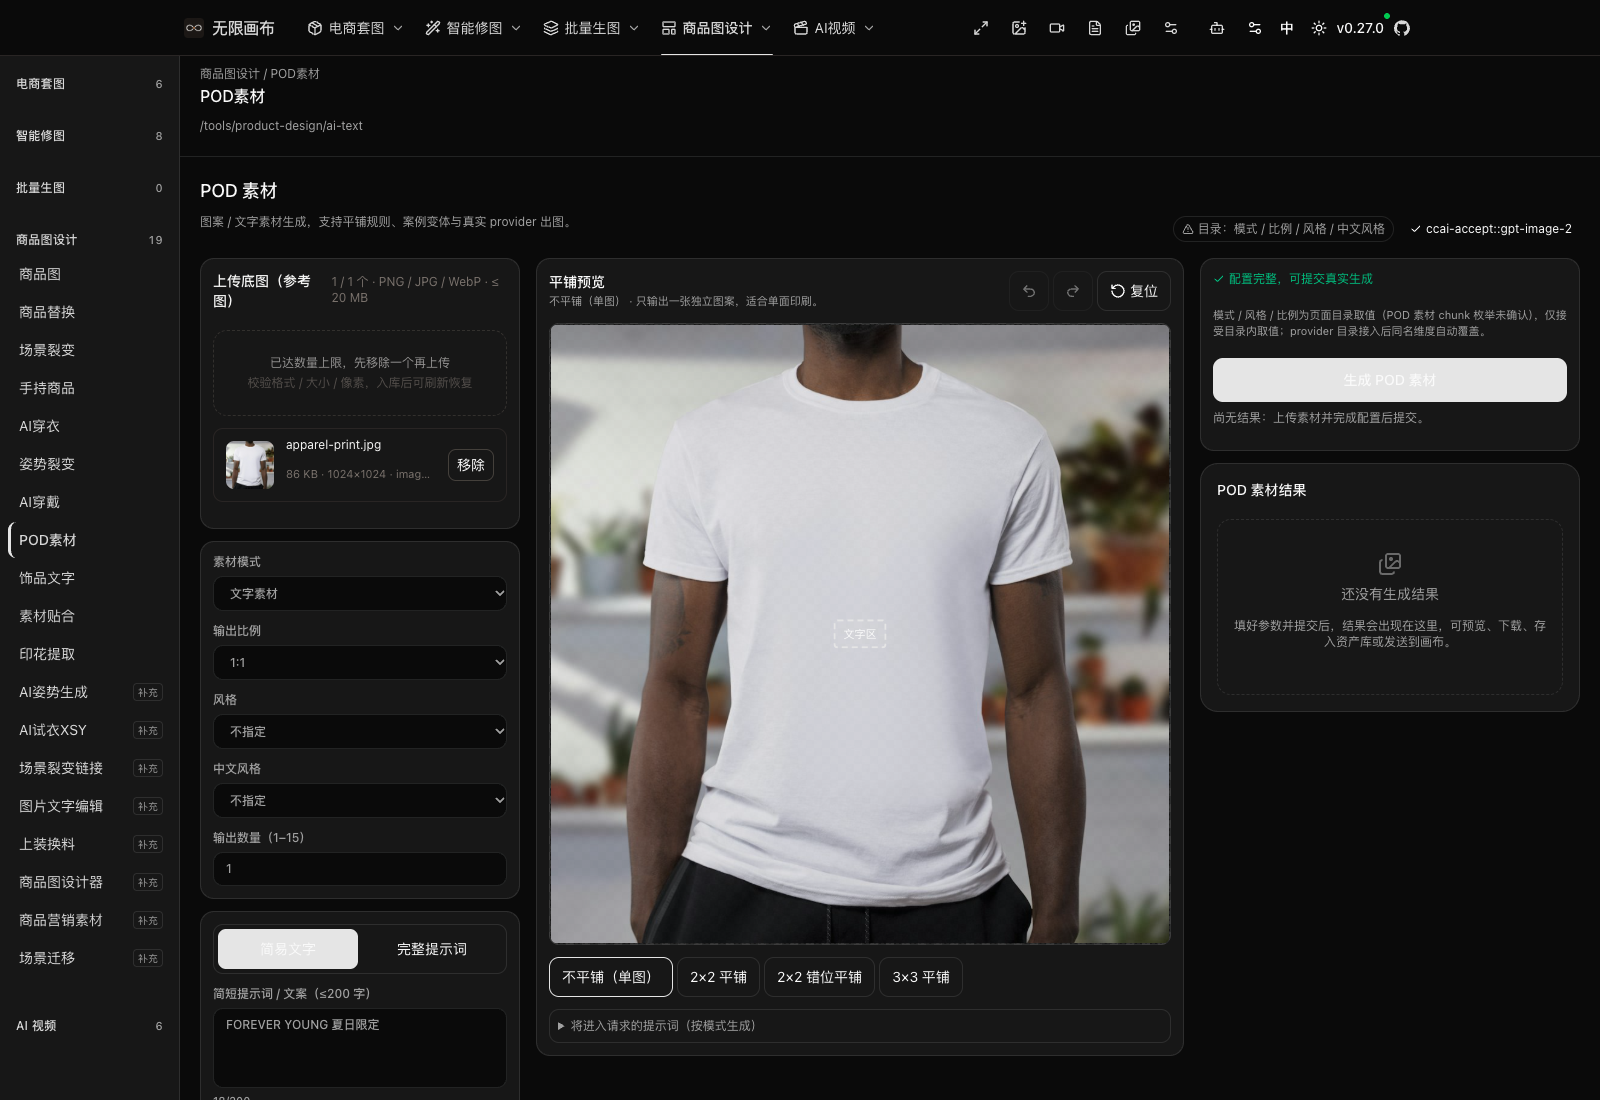 无限画布
电商套图
智能修图
批量生图
商品图设计
AI视频
中
v0.27.0
电商套图 6
智能修图 8
批量生图 0
商品图设计 19
商品图
商品替换
场景裂变
手持商品
AI穿衣
姿势裂变
AI穿戴
POD素材
饰品文字
素材贴合
印花提取
AI姿势生成 补充
AI试衣XSY 补充
场景裂变链接 补充
图片文字编辑 补充
上装换料 补充
商品图设计器 补充
商品营销素材 补充
场景迁移 补充
AI 视频 6
商品图设计 / POD素材
POD素材
/tools/product-design/ai-text
POD 素材
图案 / 文字素材生成，支持平铺规则、案例变体与真实 provider 出图。
目录：模式 / 比例 / 风格 / 中文风格
ccai-accept::gpt-image-2
上传底图（参考图）
1 / 1 个 · PNG / JPG / WebP · ≤ 20 MB
已达数量上限，先移除一个再上传
校验格式 / 大小 / 像素，入库后可刷新恢复
apparel-print.jpg
86 KB · 1024×1024 · imag...
移除
素材模式
文字素材
输出比例
1:1
风格
不指定
中文风格
不指定
输出数量（1–15）
1
简易文字
完整提示词
简短提示词 / 文案（≤200 字）
FOREVER YOUNG 夏日限定
平铺预览
不平铺（单图） · 只输出一张独立图案，适合单面印刷。
复位
文字区
不平铺（单图）
2×2 平铺
2×2 错位平铺
3×3 平铺
将进入请求的提示词（按模式生成）
配置完整，可提交真实生成
模式 / 风格 / 比例为页面目录取值（POD 素材 chunk 枚举未确认），仅接
受目录内取值；provider 目录接入后同名维度自动覆盖。
生成 POD 素材
尚无结果：上传素材并完成配置后提交。
POD 素材结果
还没有生成结果
填好参数并提交后，结果会出现在这里，可预览、下载、存
入资产库或发送到画布。